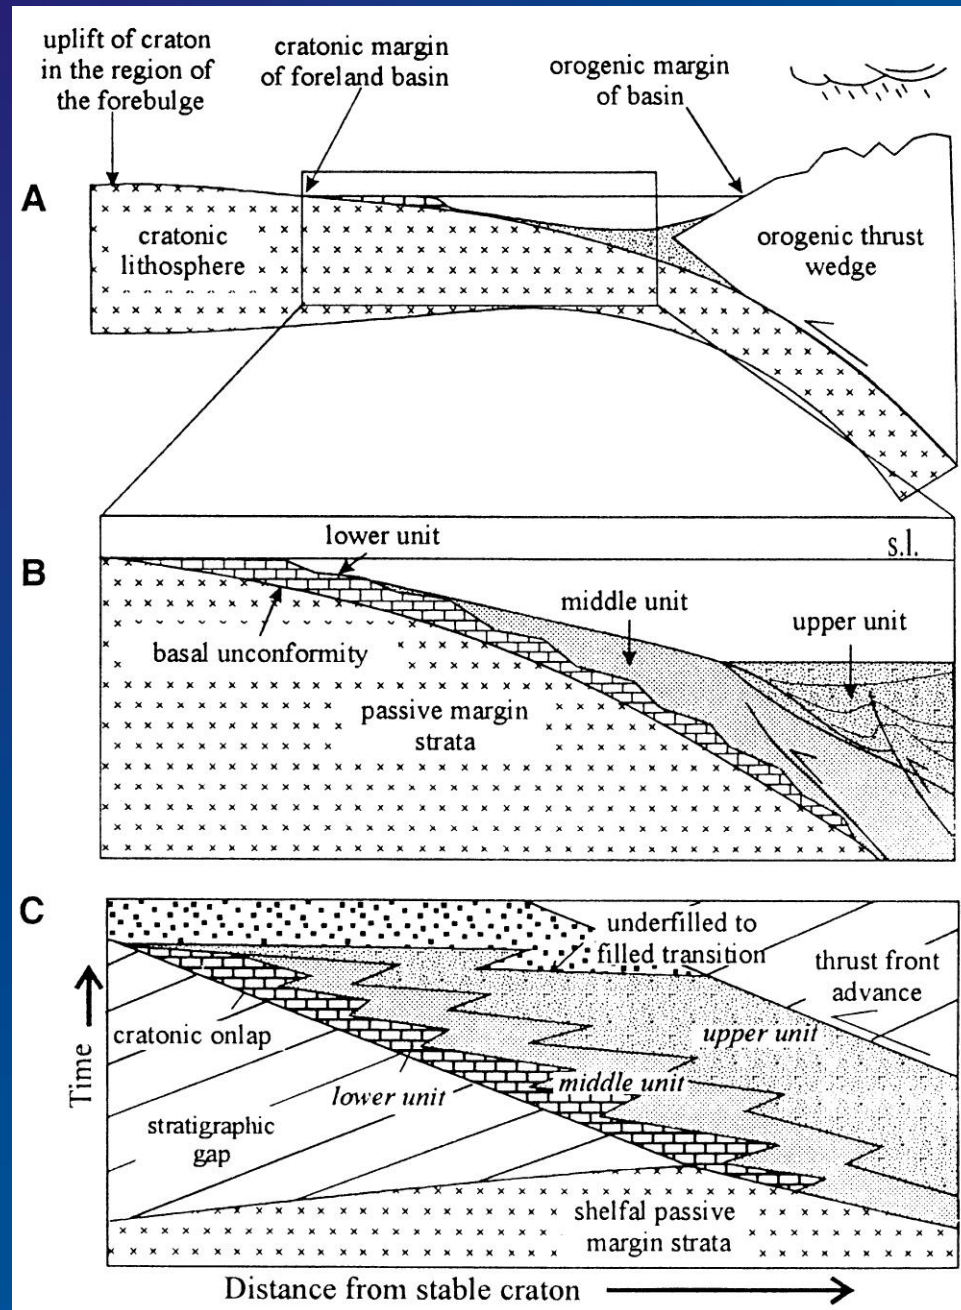 uplift of craton
in the region of
the forebulge
cratonic margin
of foreland basin
orogenic margin
of basin
A
cratonic
lithosphere
orogenic thrust
wedge
lower unit
s.l.
B
middle unit
upper unit
basal unconformity
passive margin
strata
C
underfilled to
filled transition
thrust front
advance
cratonic onlap
upper unit
Time
lower unit
middle unit
stratigraphic
gap
shelfal passive
margin strata
Distance from stable craton